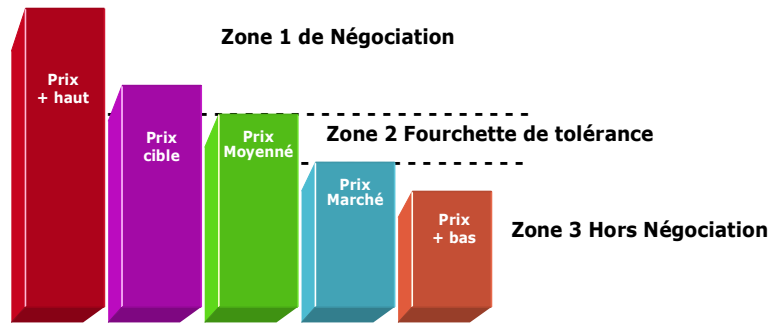 Zone 1 de Négociation
Prix
+ haut
Prix
cible
Prix
Moyenné
Zone 2 Fourchette de tolérance
Prix
Marché
Prix
+ bas
Zone 3 Hors Négociation